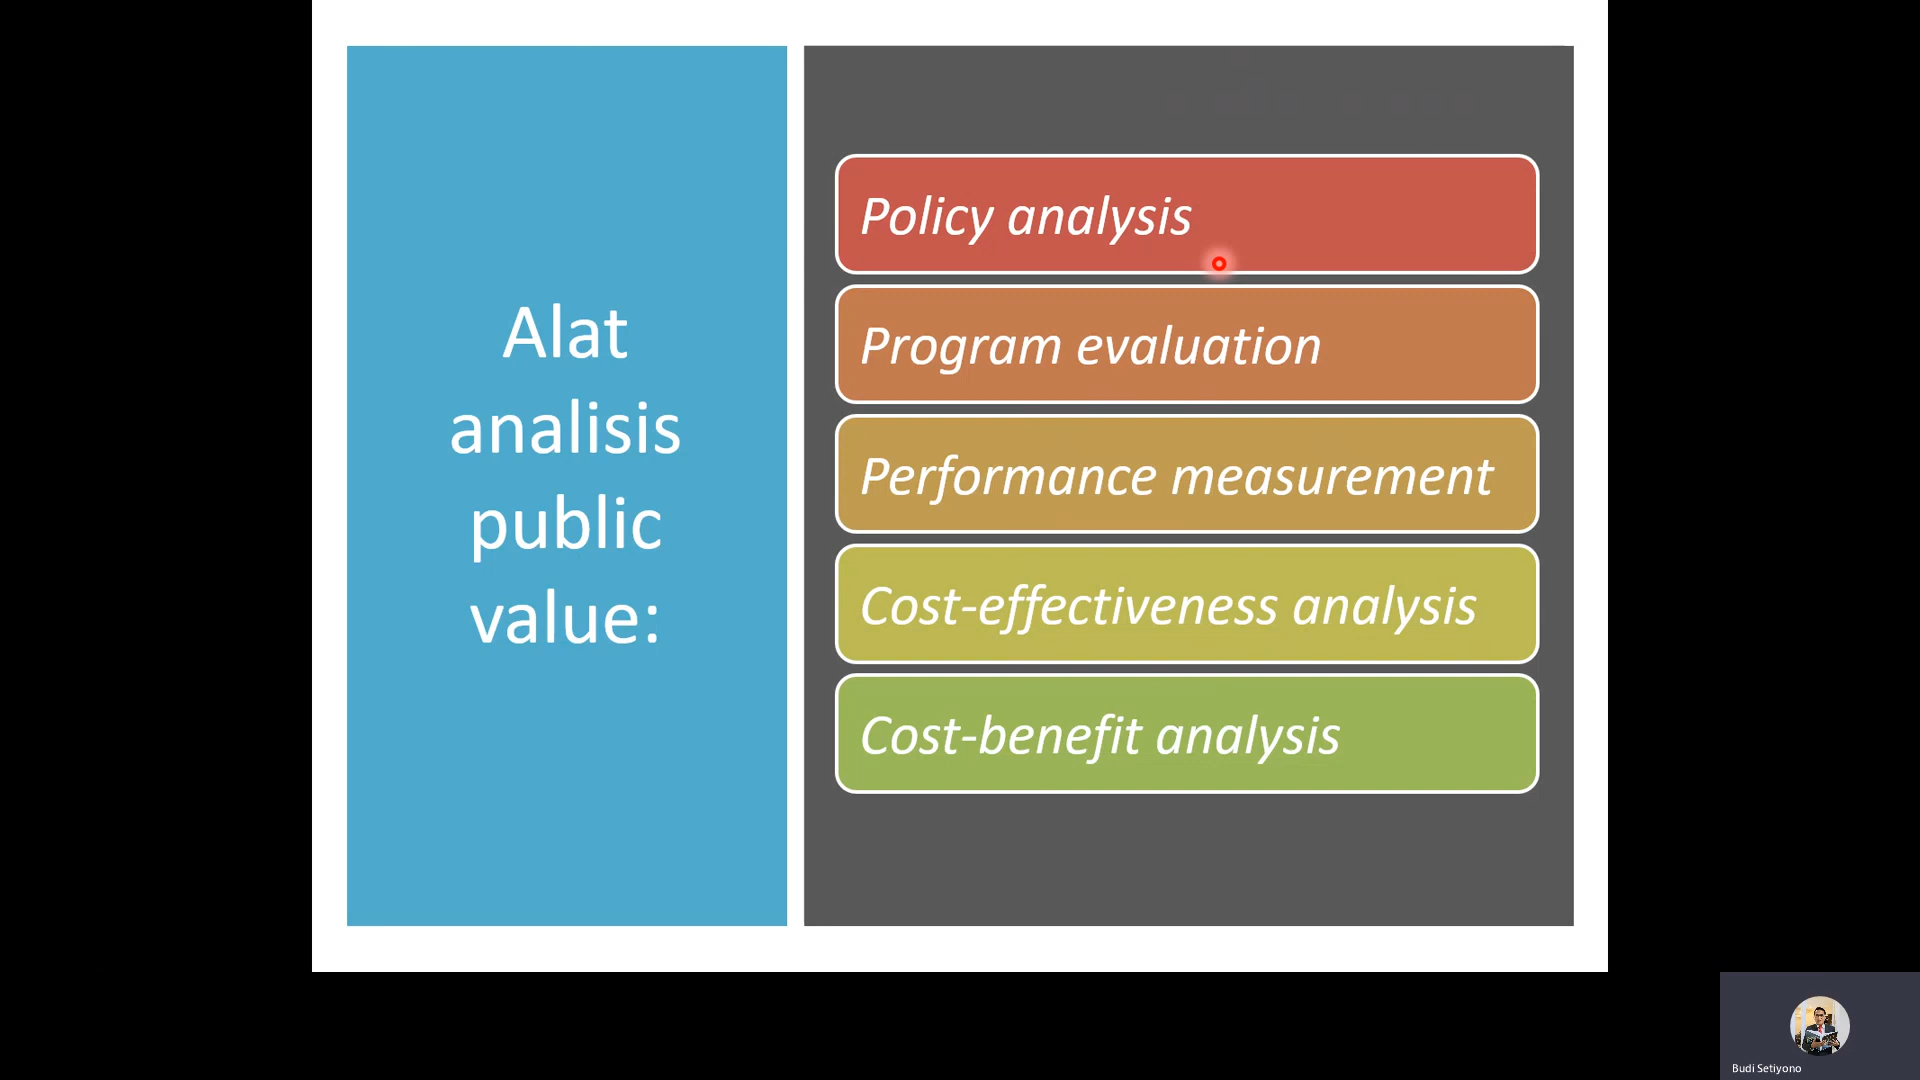 Alat
analisis
public
value:
Policy analysis
Program evaluation
Performance measurement
Cost-effectiveness analysis
Cost-benefit analysis
Budi Setiyono